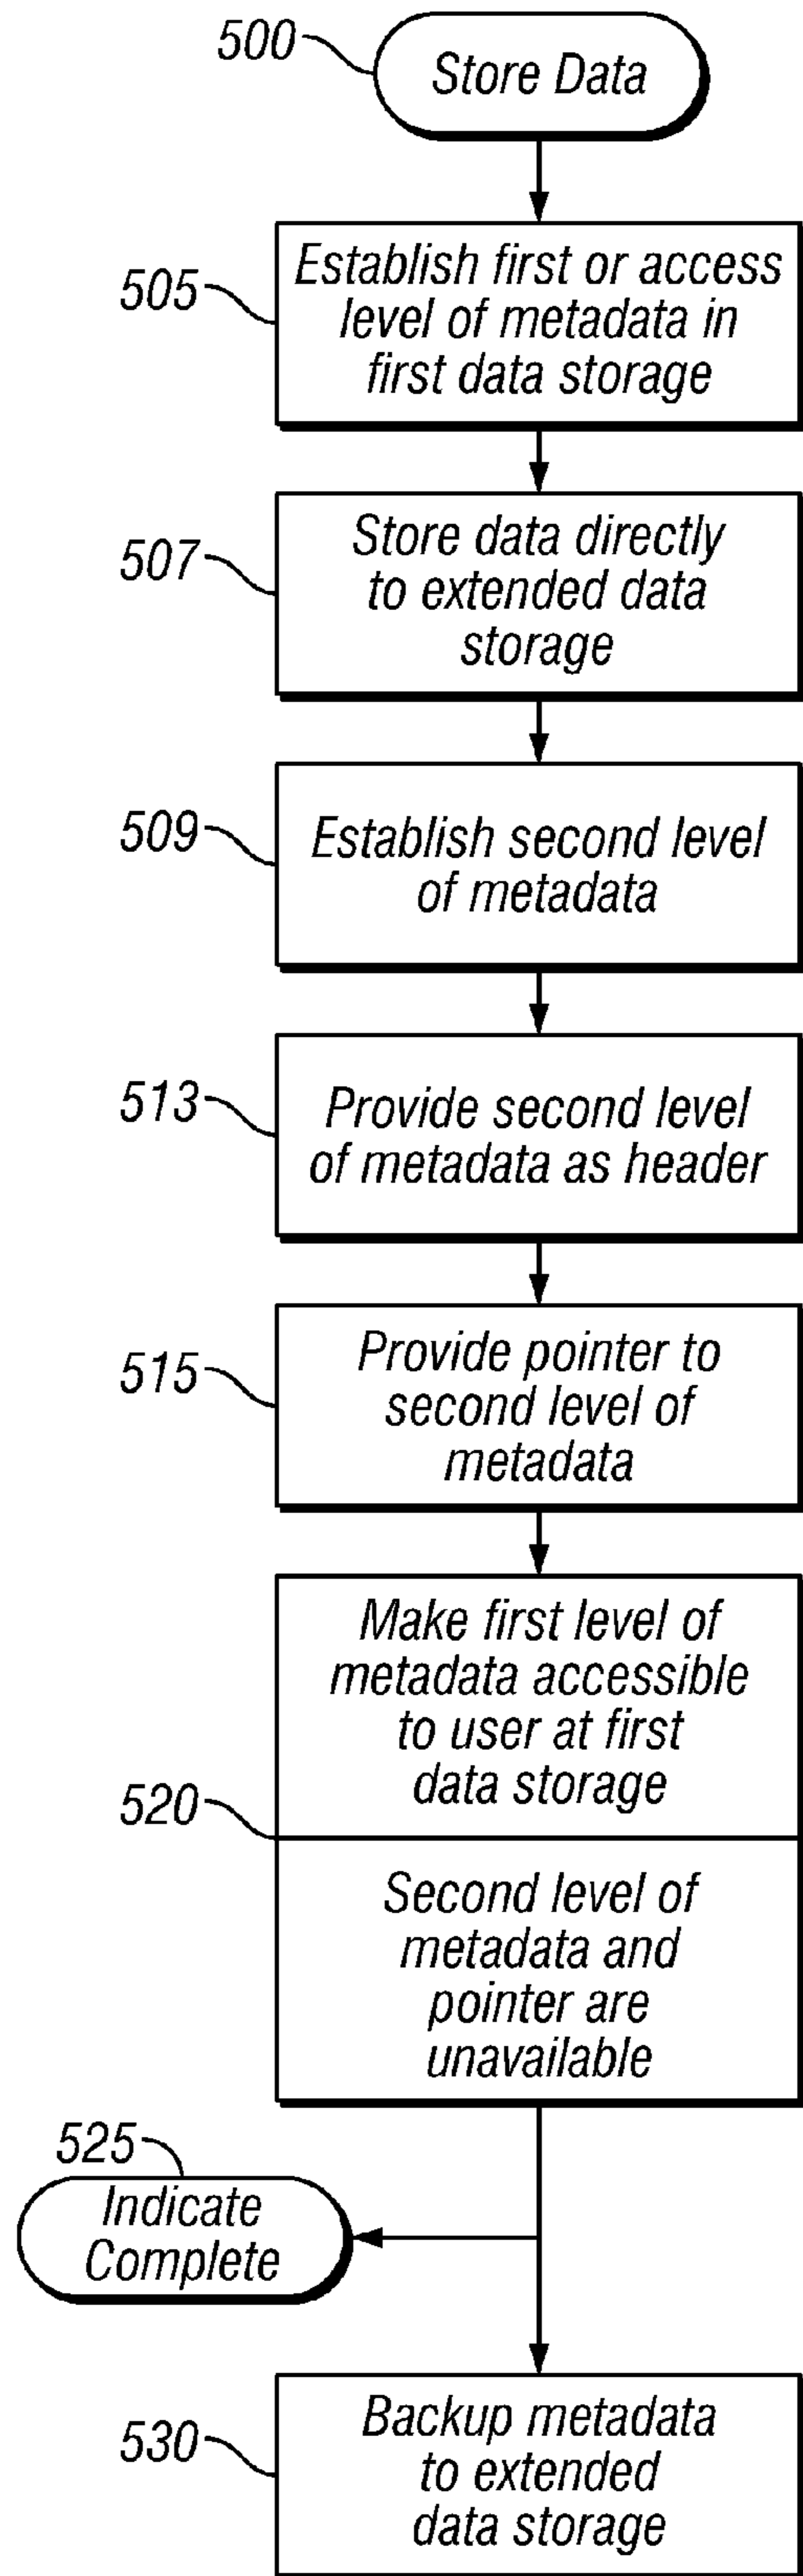 500
Store Data
505
Establish first or access
level of metadata in
first data storage
507
Store data directly
to extended data
storage
509
Establish second level
of metadata
513
Provide second level
of metadata as header
515
Provide pointer to
second level of
metadata
520
Make first level of
metadata accessible
to user at first
data storage
Second level of
metadata and
pointer are
unavailable
525
Indicate
Complete
530
Backup metadata
to extended
data storage